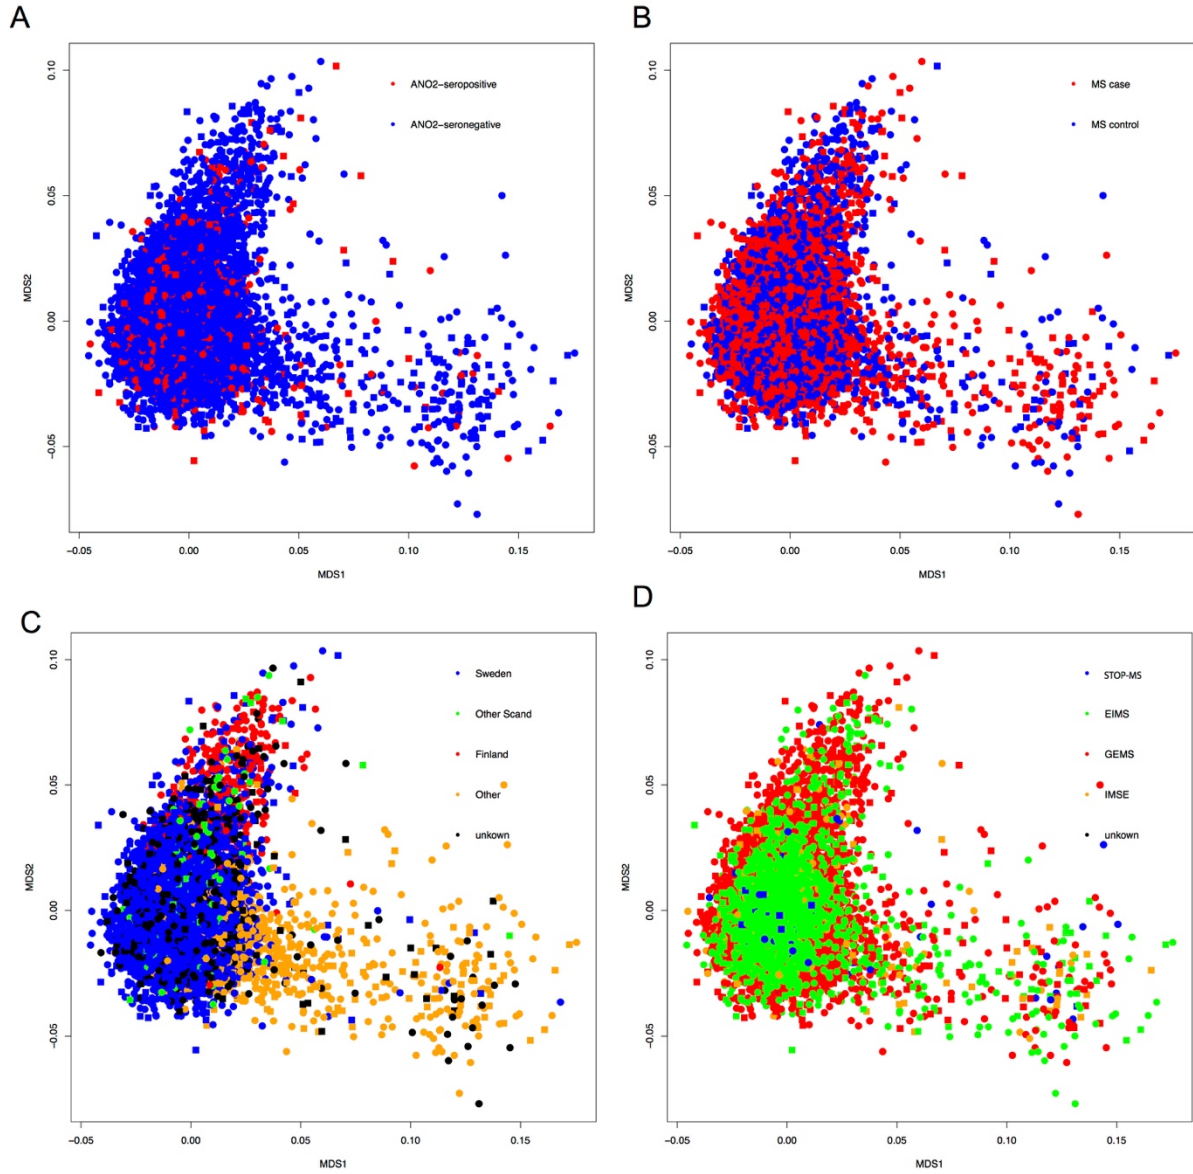 A
B
0.10
0.05
0.00
−0.05
MDS2
ANO2−seropositive
ANO2−seronegative
−0.05
0.00
0.05
0.10
0.15
MDS1
0.10
0.05
0.00
−0.05
MDS2
MS case
MS control
−0.05
0.00
0.05
0.10
0.15
MDS1
C
D
0.10
0.05
0.00
−0.05
MDS2
Sweden
Other Scand
Finland
Other
unkown
−0.05
0.00
0.05
0.10
0.15
MDS1
0.10
0.05
0.00
−0.05
MDS2
STOP-MS
EIMS
GEMS
IMSE
unkown
−0.05
0.00
0.05
0.10
0.15
MDS1